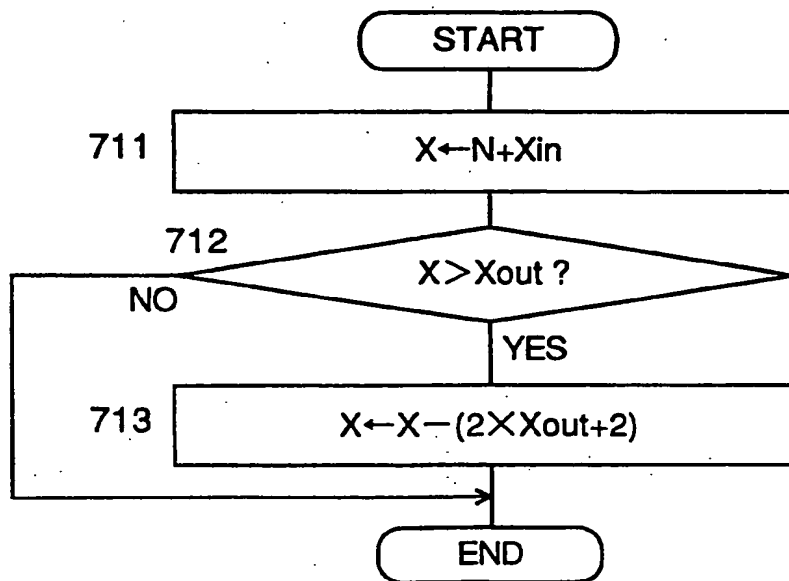 START
711
X←N+Xin
712
X>Xout ?
NO
YES
713
X←X−(2×Xout+2)
END